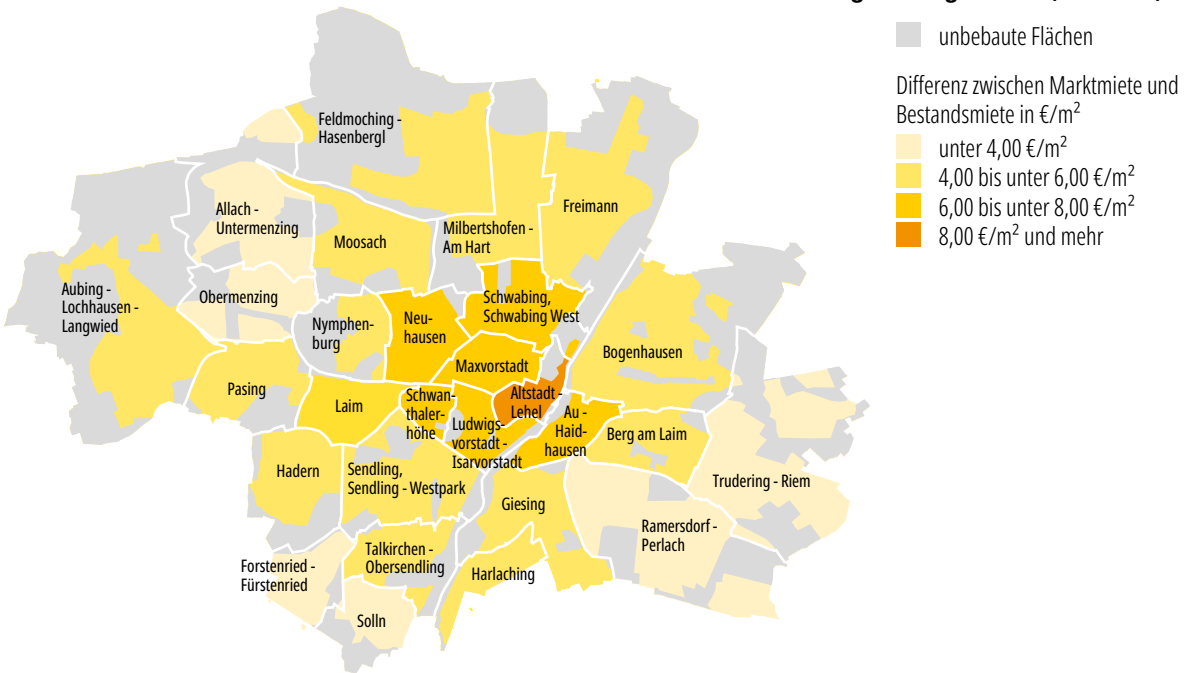 unbebaute Flächen
Differenz zwischen Marktmiete und
Bestandsmiete in €/m²
unter 4,00 €/m²
4,00 bis unter 6,00 €/m²
6,00 bis unter 8,00 €/m²
8,00 €/m² und mehr
Feldmoching -
Hasenbergl
Allach -
Untermenzing
Moosach
Milbertshofen -
Am Hart
Freimann
Aubing -
Lochhausen -
Langwied
Obermenzing
Nymphen-
burg
Neu-
hausen
Schwabing,
Schwabing West
Bogenhausen
Maxvorstadt
Pasing
Laim
Schwan-
thaler-
höhe
Altstadt -
Lehel
Ludwigs-
vorstadt -
Isarvorstadt
Au -
Haid-
hausen
Berg am Laim
Hadern
Sendling,
Sendling - Westpark
Giesing
Trudering - Riem
Ramersdorf -
Perlach
Forstenried -
Fürstenried
Talkirchen -
Obersendling
Harlaching
Solln